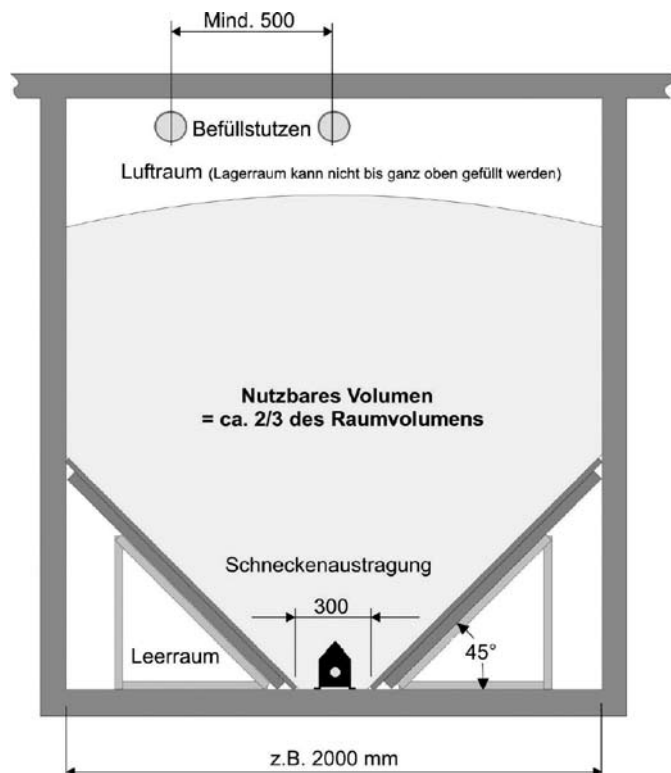 Mind. 500
Befüllstutzen
Luftraum (Lagerraum kann nicht bis ganz oben gefüllt werden)
Nutzbares Volumen
= ca. 2/3 des Raumvolumens
Schneckenaustragung
300
45°
Leerraum
z.B. 2000 mm